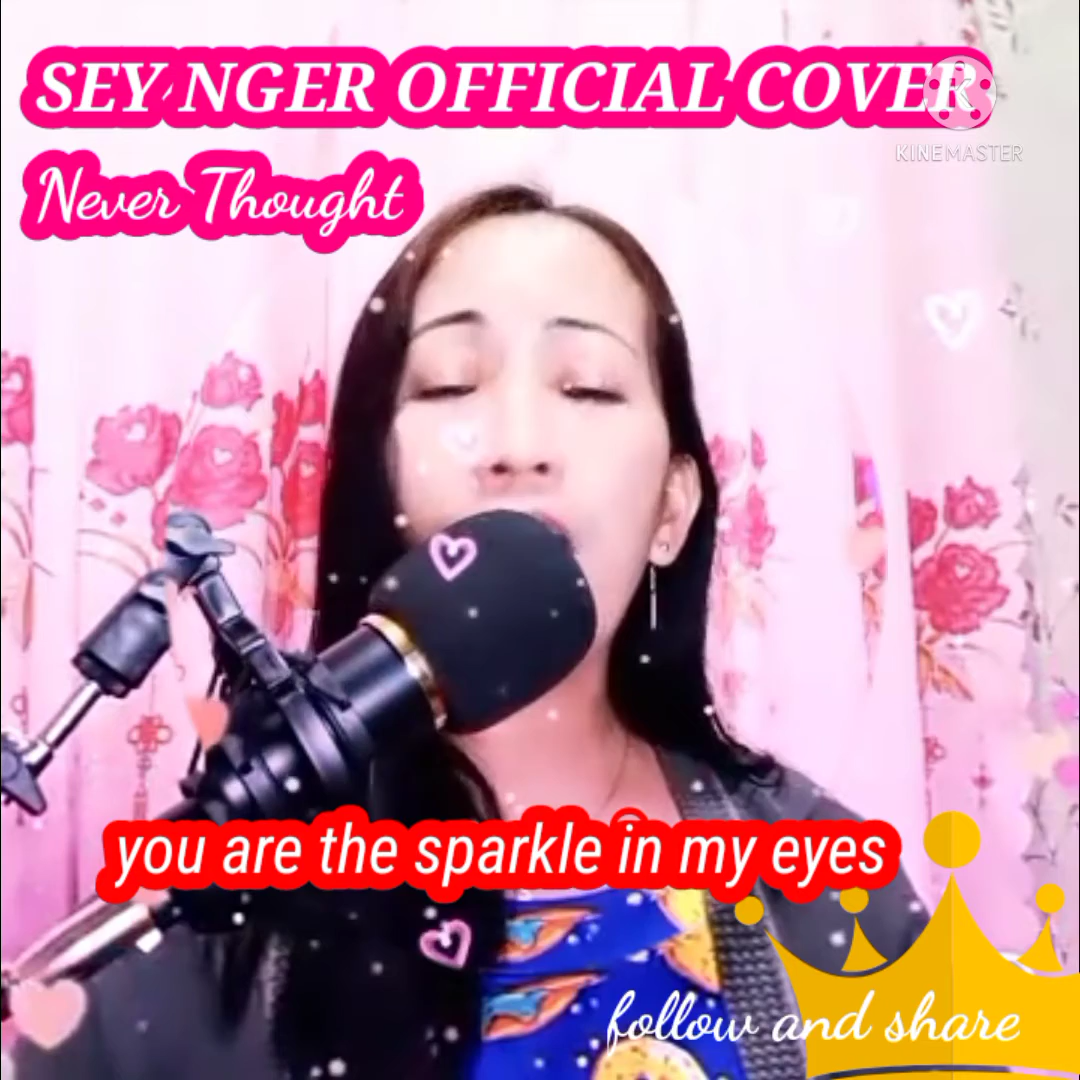 SEY NGER OFFICIAL COVER
KINEMASTER
Never Thought
you are the sparkle in my eyes
follow and share